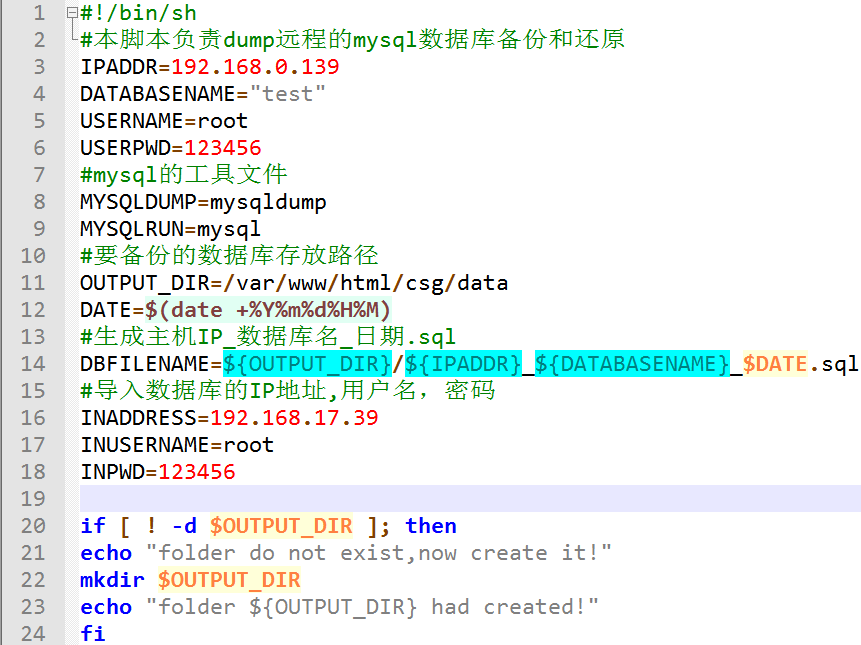 1 #!/bin/sh
2 #本脚本负责dump远程的mysql数据库备份和还原
3 IPADDR=192.168.0.139
4 DATABASENAME="test"
5 USERNAME=root
6 USERPWD=123456
7 #mysql的工具文件
8 MYSQLDUMP=mysqldump
9 MYSQLRUN=mysql
10 #要备份的数据库存放路径
11 OUTPUT_DIR=/var/www/html/csg/data
12 DATE=$(date +%Y%m%d%H%M)
13 #生成主机IP_数据库名_日期.sql
14 DBFILENAME=${OUTPUT_DIR}/${IPADDR}_${DATABASENAME}_$DATE.sql
15 #导入数据库的IP地址,用户名，密码
16 INADDRESS=192.168.17.39
17 INUSERNAME=root
18 INPWD=123456
19
20 if [ ! -d $OUTPUT_DIR ]; then
21 echo "folder do not exist,now create it!"
22 mkdir $OUTPUT_DIR
23 echo "folder ${OUTPUT_DIR} had created!"
24 fi